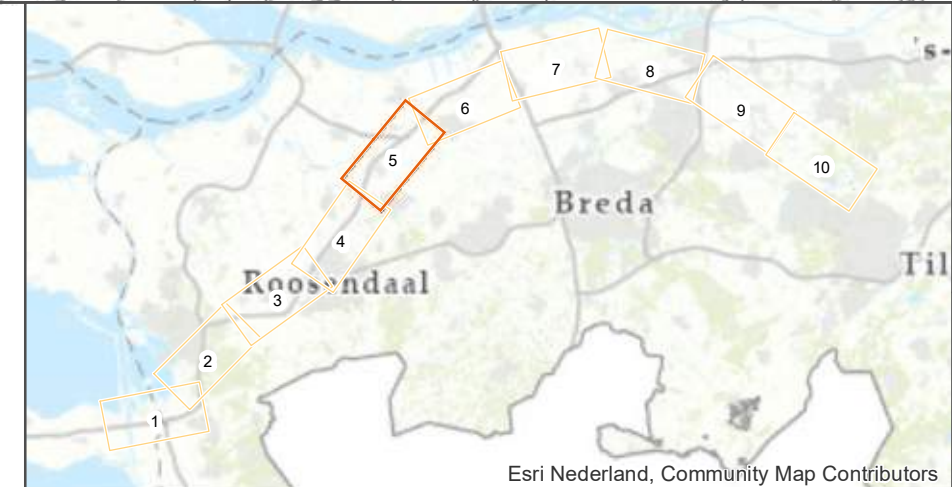 's-
7
8
6
9
5
10
Breda
4
Til
Roosendaal
3
2
1
Esri Nederland, Community Map Contributors